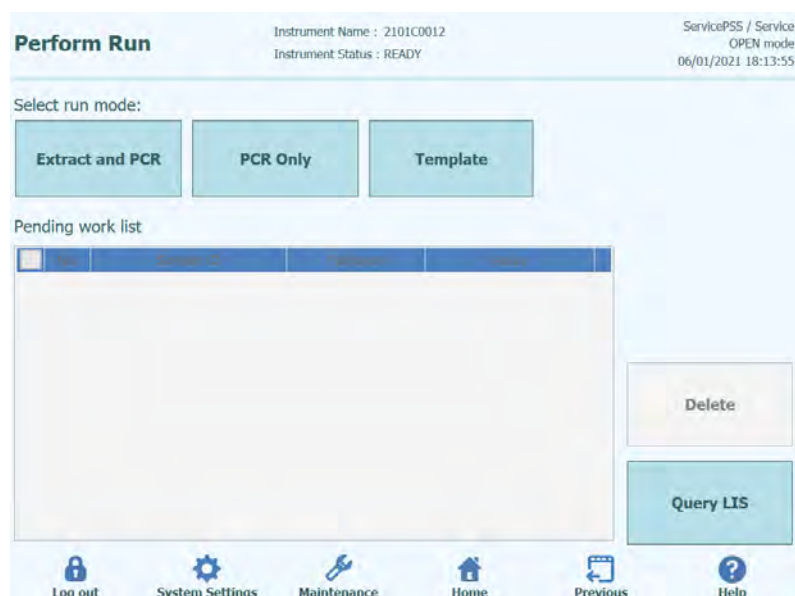 Perform Run
Instrument Name : 2101C0012
Instrument Status : READY
ServicePSS / Service
OPEN mode
06/01/2021 18:13:55
Select run mode:
Extract and PCR
PCR Only
Template
Pending work list
Delete
Query LIS
Log out
System Settings
Maintenance
Home
Previous
Help